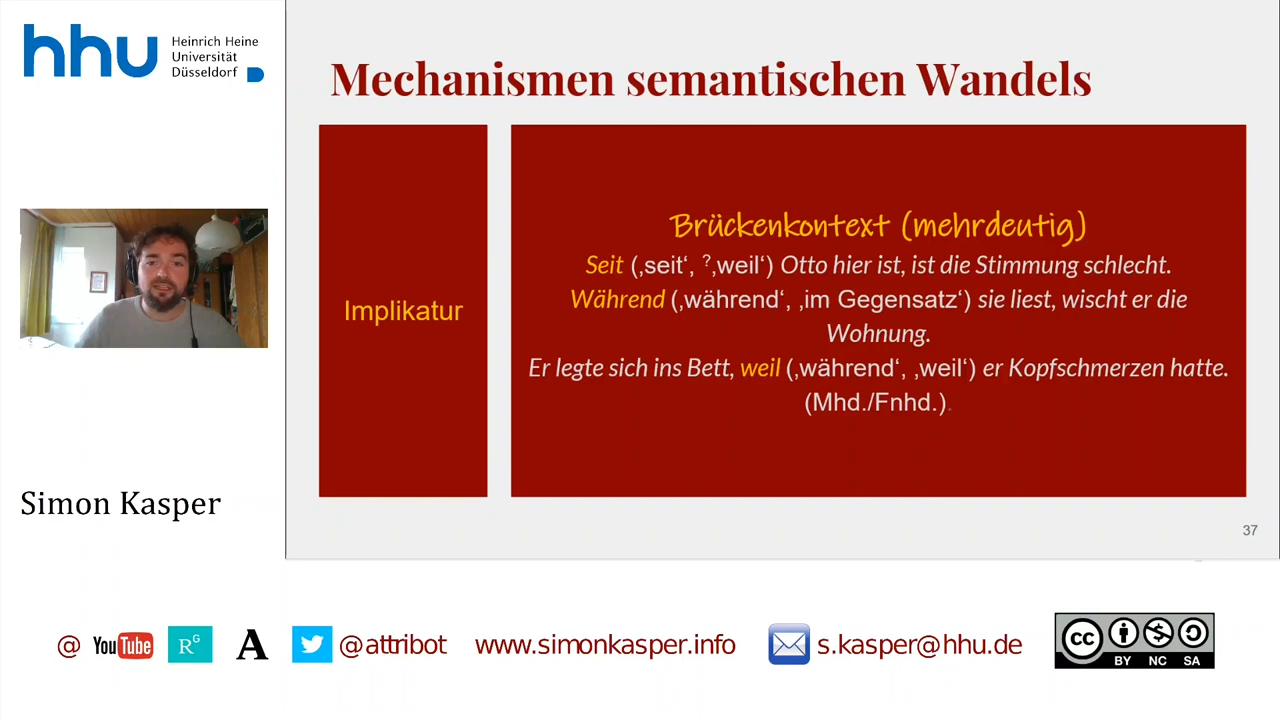 hhu
Heinrich Heine
Universität
Düsseldorf
Mechanismen semantischen Wandels
Implikatur
Brückenkontext (mehrdeutig)
Seit (‚seit‘, ?‚weil‘) Otto hier ist, ist die Stimmung schlecht.
Während (‚während‘, ‚im Gegensatz‘) sie liest, wischt er die
Wohnung.
Er legte sich ins Bett, weil (‚während‘, ‚weil‘) er Kopfschmerzen hatte.
(Mhd./Fnhd.).
Simon Kasper
37
@ YouTube RG A @attribot www.simonkasper.info s.kasper@hhu.de cc
BY NC SA